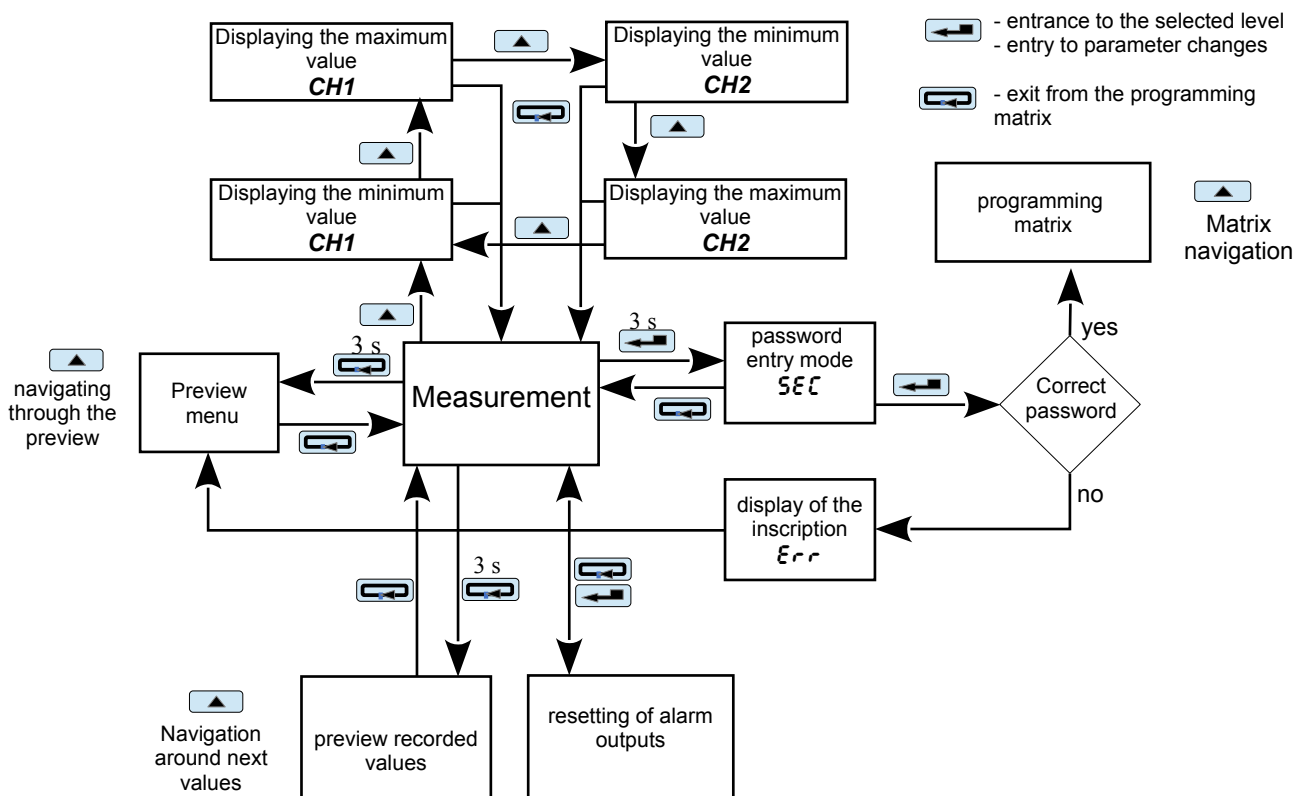 Displaying the maximum
value
CH1
Displaying the minimum
value
CH2
- entrance to the selected level
- entry to parameter changes
- exit from the programming
matrix
Displaying the minimum
value
CH1
Displaying the maximum
value
CH2
programming
matrix
Matrix
navigation
yes
3 s
3 s
password
entry mode
SEC
navigating
through the
preview
Preview
menu
Measurement
Correct
password
no
display of the
inscription
Err
3 s
Navigation
around next
values
preview recorded
values
resetting of alarm
outputs